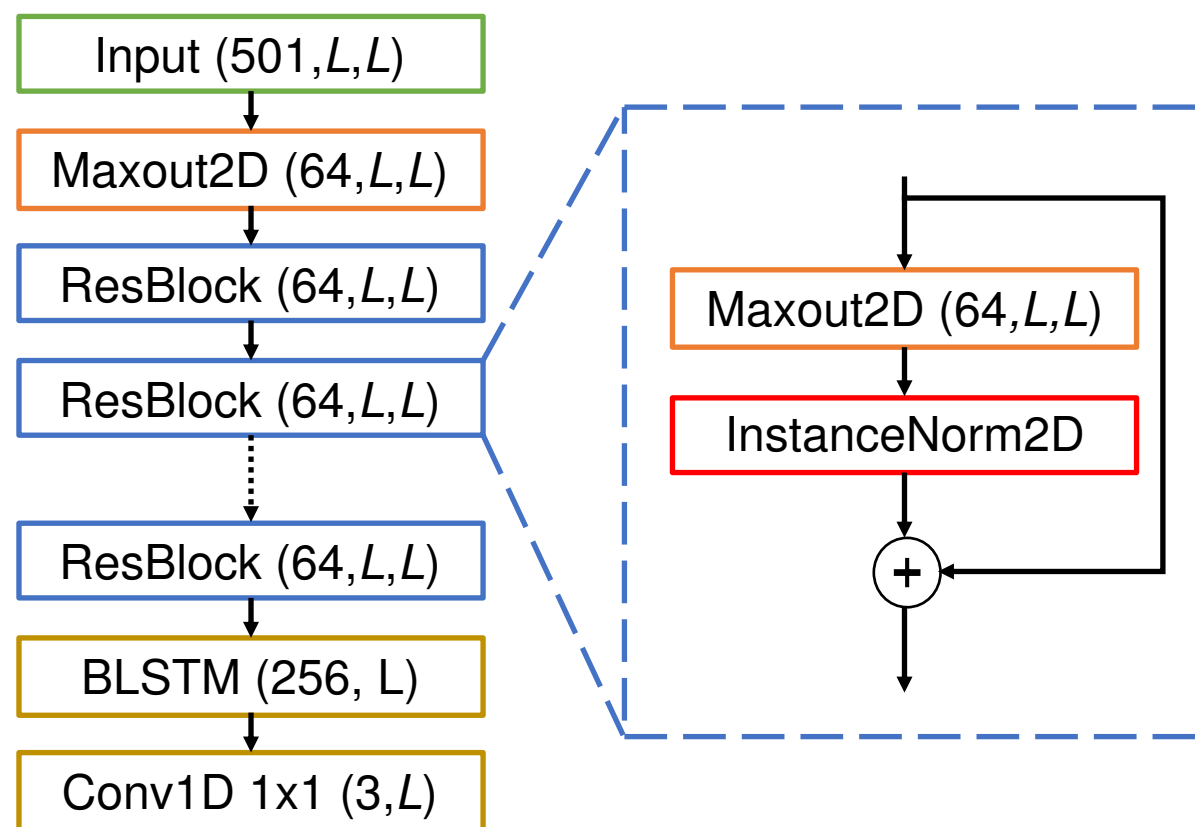 Input (501,L,L)
Maxout2D (64,L,L)
ResBlock (64,L,L)
ResBlock (64,L,L)
ResBlock (64,L,L)
BLSTM (256, L)
Conv1D 1x1 (3,L)
Maxout2D (64,L,L)
InstanceNorm2D
+